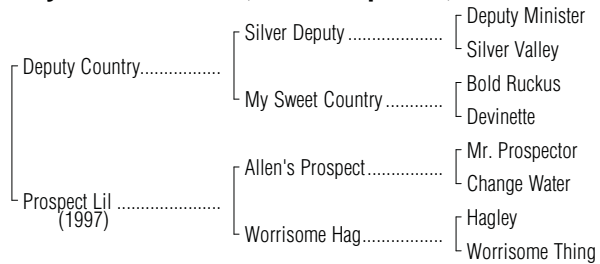 Deputy Minister
Silver Deputy ....................
Silver Valley
Deputy Country.................
Bold Ruckus
My Sweet Country ............
Devinette
Mr. Prospector
Allen's Prospect................
Change Water
Prospect Lil ......................
(1997)
Hagley
Worrisome Hag.................
Worrisome Thing